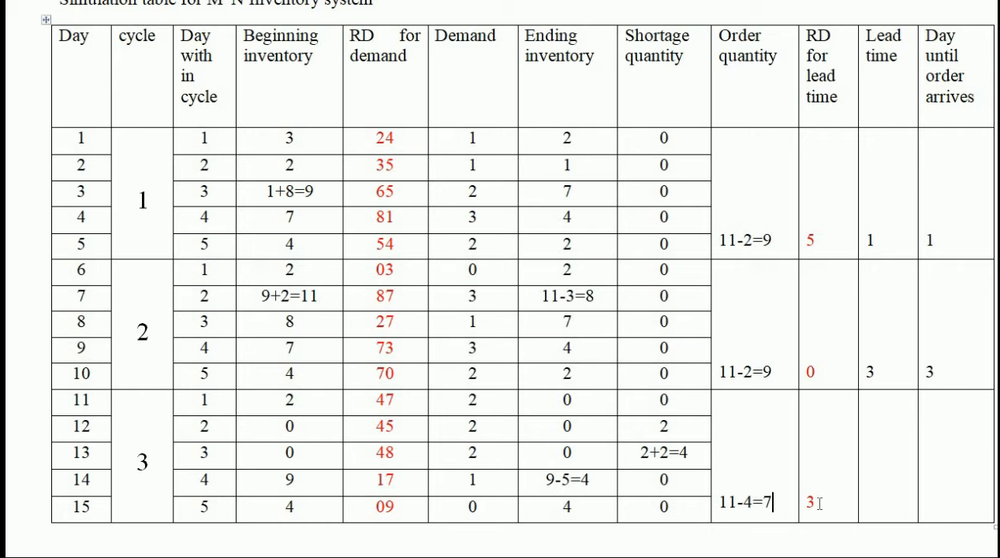 Simulation table for M N Inventory system
Day cycle Day with in cycle Beginning inventory RD for demand Demand Ending inventory Shortage quantity Order quantity RD for lead time Lead time Day until order arrives
1 1 1 3 24 1 2 0
2 2 2 35 1 1 0
3 3 1+8=9 65 2 7 0
4 4 7 81 3 4 0
5 5 4 54 2 2 0 11-2=9 5 1 1
6 2 1 2 03 0 2 0
7 2 9+2=11 87 3 11-3=8 0
8 3 8 27 1 7 0
9 4 7 73 3 4 0
10 5 4 70 2 2 0 11-2=9 0 3 3
11 3 1 2 47 2 0 0
12 2 0 45 2 0 2
13 3 0 48 2 0 2+2=4
14 4 9 17 1 9-5=4 0
15 5 4 09 0 4 0 11-4=7 3